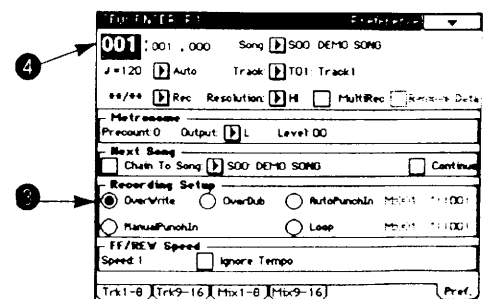 Preference
4
001:001.000 Song S00: DEMO SONG
♩=120 Auto Track T01: Track1
**/** Rec Resolution: HI MultiRec Remove Data
Metronome
Precount:0 Output: L Level:00
Next Song
Chain To Song: S00: DEMO SONG Continue
Recording Setup
OverWrite OverDub AutoPunchIn
ManualPunchIn Loop
FF/REW Speed
Speed:1 Ignore Tempo
Trk1-8 Trk9-16 Mix1-8 Mix9-16 Pref.